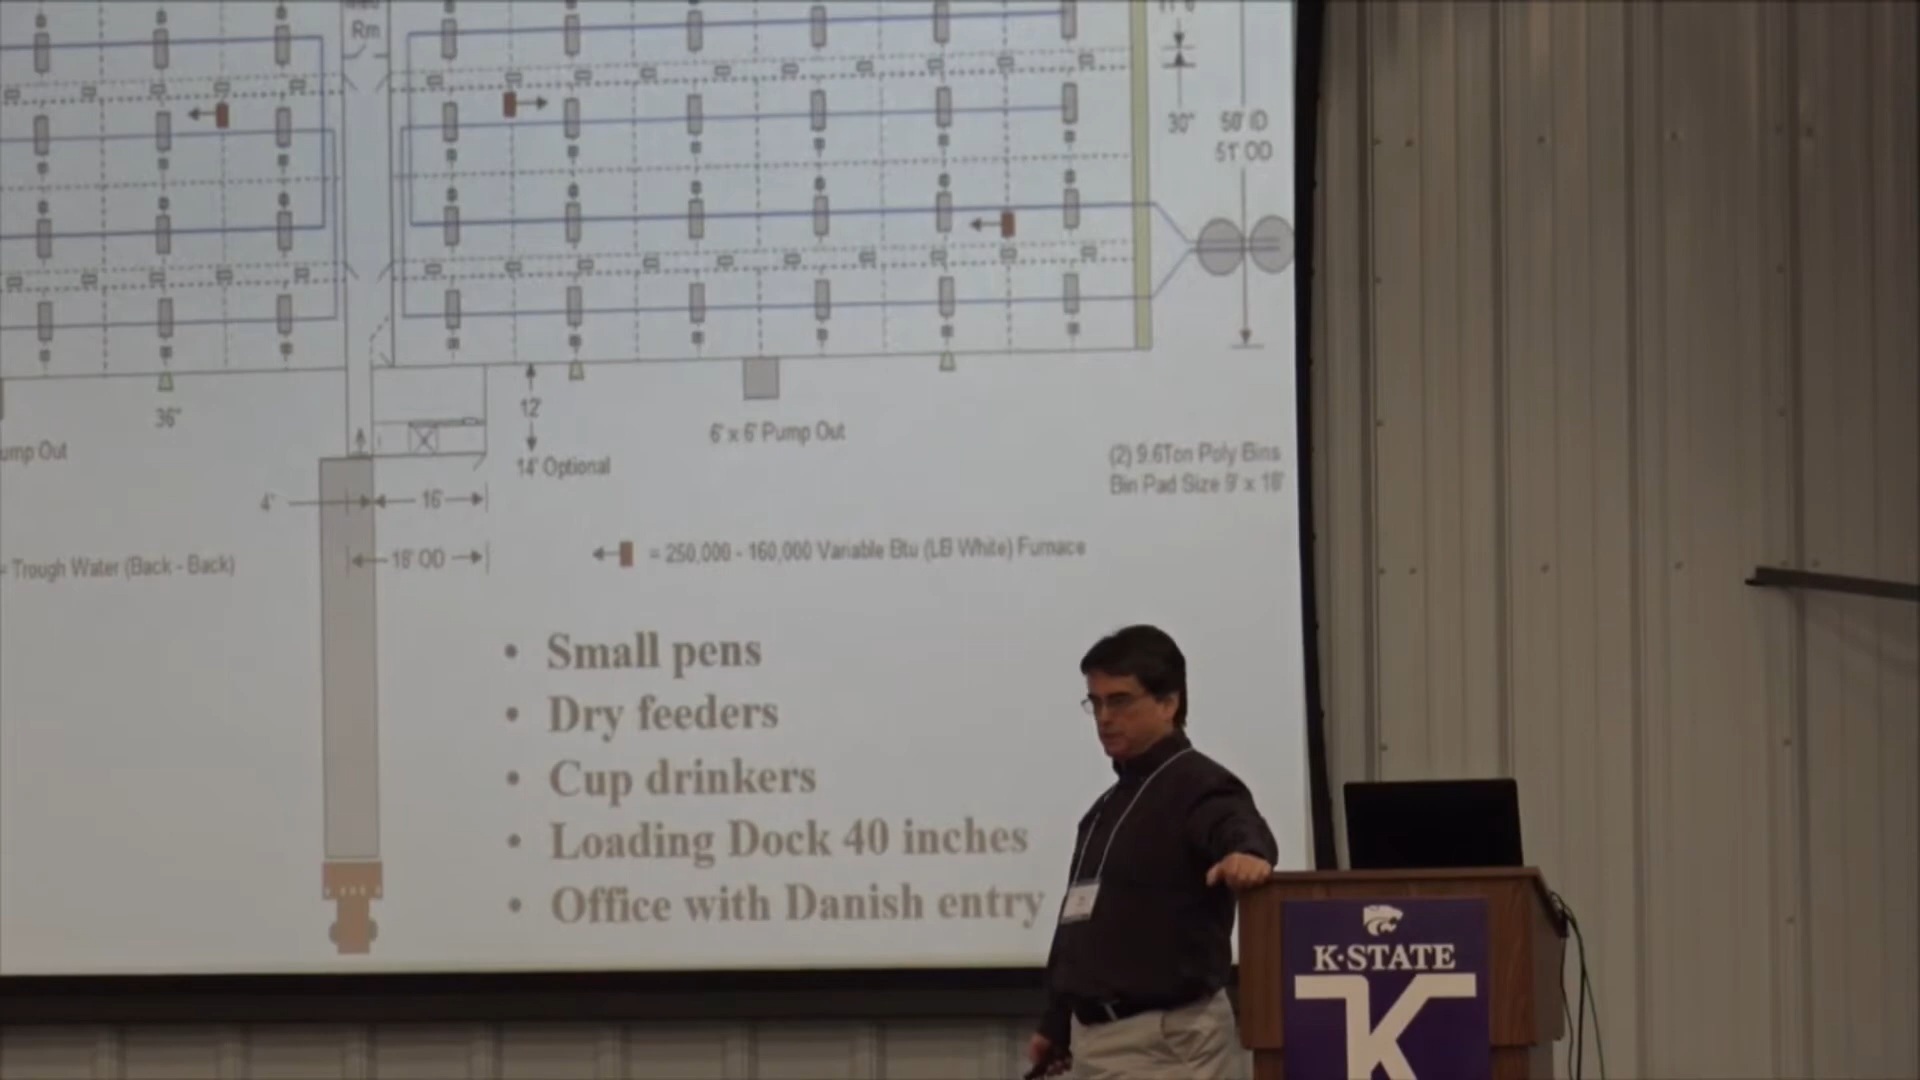 Rm
30"
50' ID
51' OD
36"
12'
14' Optional
6' x 6' Pump Out
ump Out
(2) 9.6Ton Poly Bins
Bin Pad Size 9' x 18'
4'
16'
18' OD
= Trough Water (Back - Back)
= 250,000 - 160,000 Variable Btu (LB White) Furnace
• Small pens
• Dry feeders
• Cup drinkers
• Loading Dock 40 inches
• Office with Danish entry
K·STATE
K